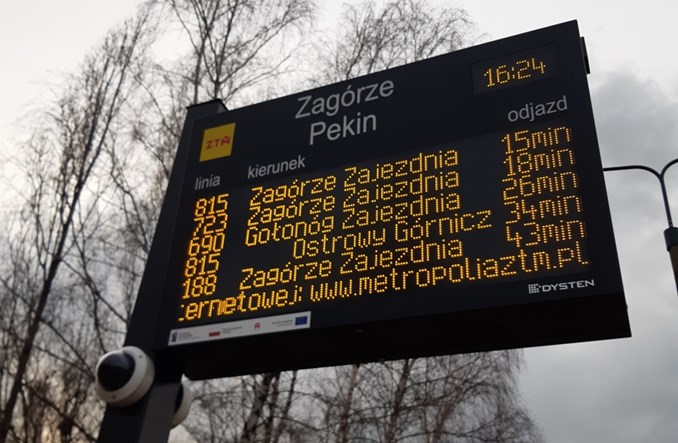 16:24
Zagórze
Pekin
ZTM
linia kierunek odjazd
815 Zagórze Zajezdnia 15min
723 Zagórze Zajezdnia 18min
690 Gołonóg Zajezdnia 26min
815 Ostrowy Górnicz 34min
188 Zagórze Zajezdnia 43min
ernetowej: www.metropoliaztm.pl
DYSTEN